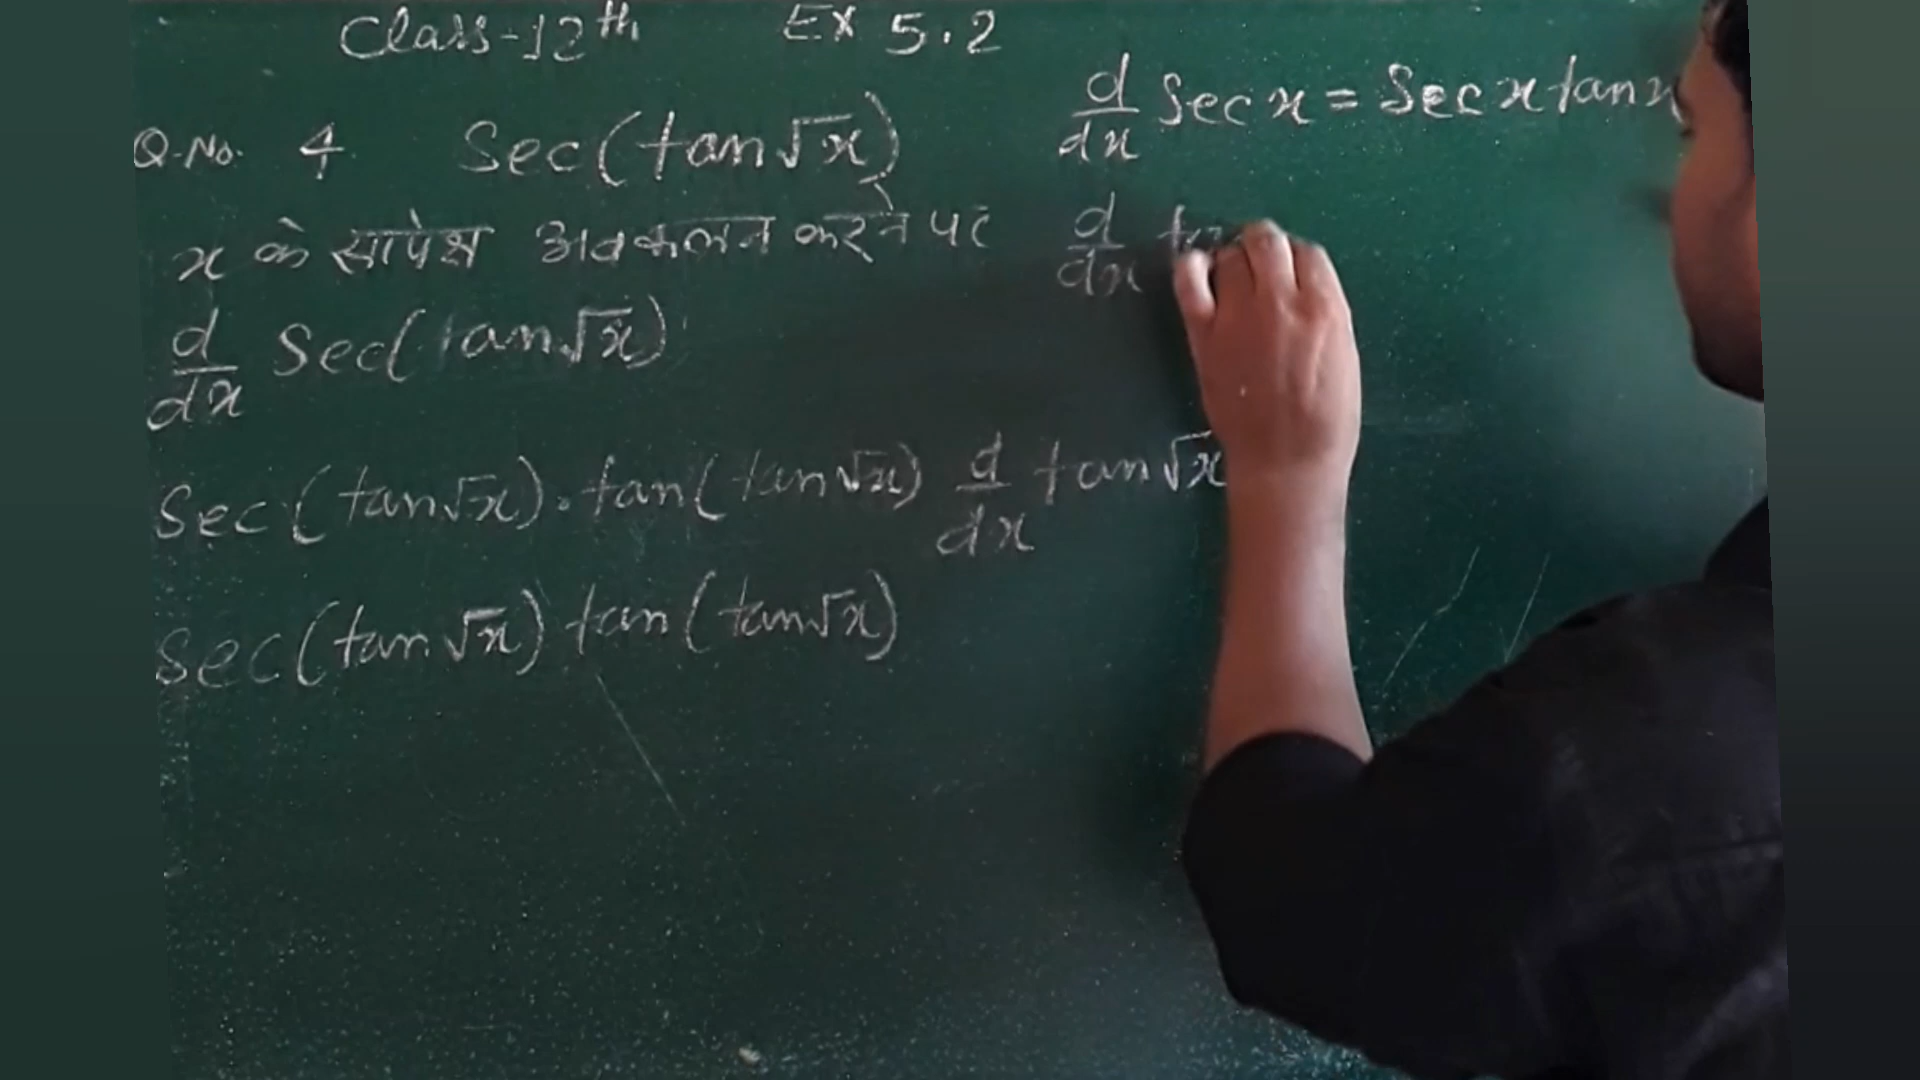 Class-12th Ex 5.2
Q.No. 4 Sec(tan√x)
x के सापेक्ष अवकलन करने पर
d/dx Sec(tan√x)
Sec(tan√x).tan(tan√x) d/dx tan√x
Sec(tan√x) tan(tan√x)
d/dx Sec x = Sec x tan x
d/dx